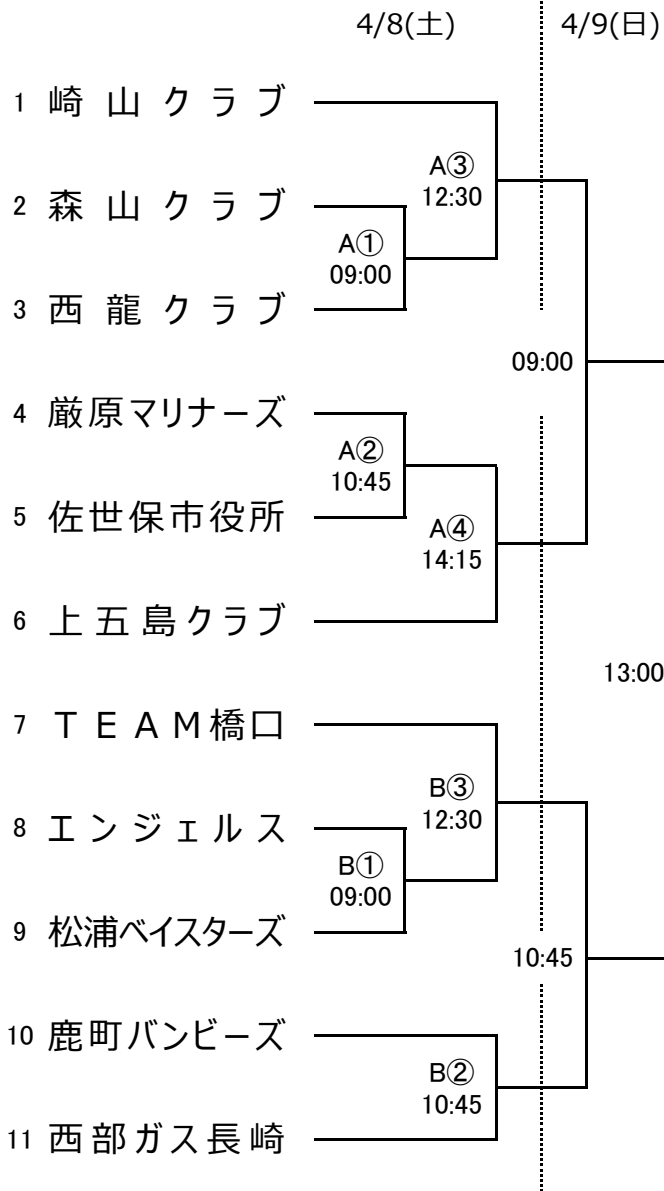 4/8(土) 4/9(日)
1 崎山クラブ
A③
12:30
2 森山クラブ
A①
09:00
3 西龍クラブ
09:00
4 厳原マリナーズ
A②
10:45
5 佐世保市役所
A④
14:15
6 上五島クラブ
13:00
7 TEAM橋口
B③
12:30
8 エンジェルス
B①
09:00
9 松浦ベイスターズ
10:45
10 鹿町バンビーズ
B②
10:45
11 西部ガス長崎